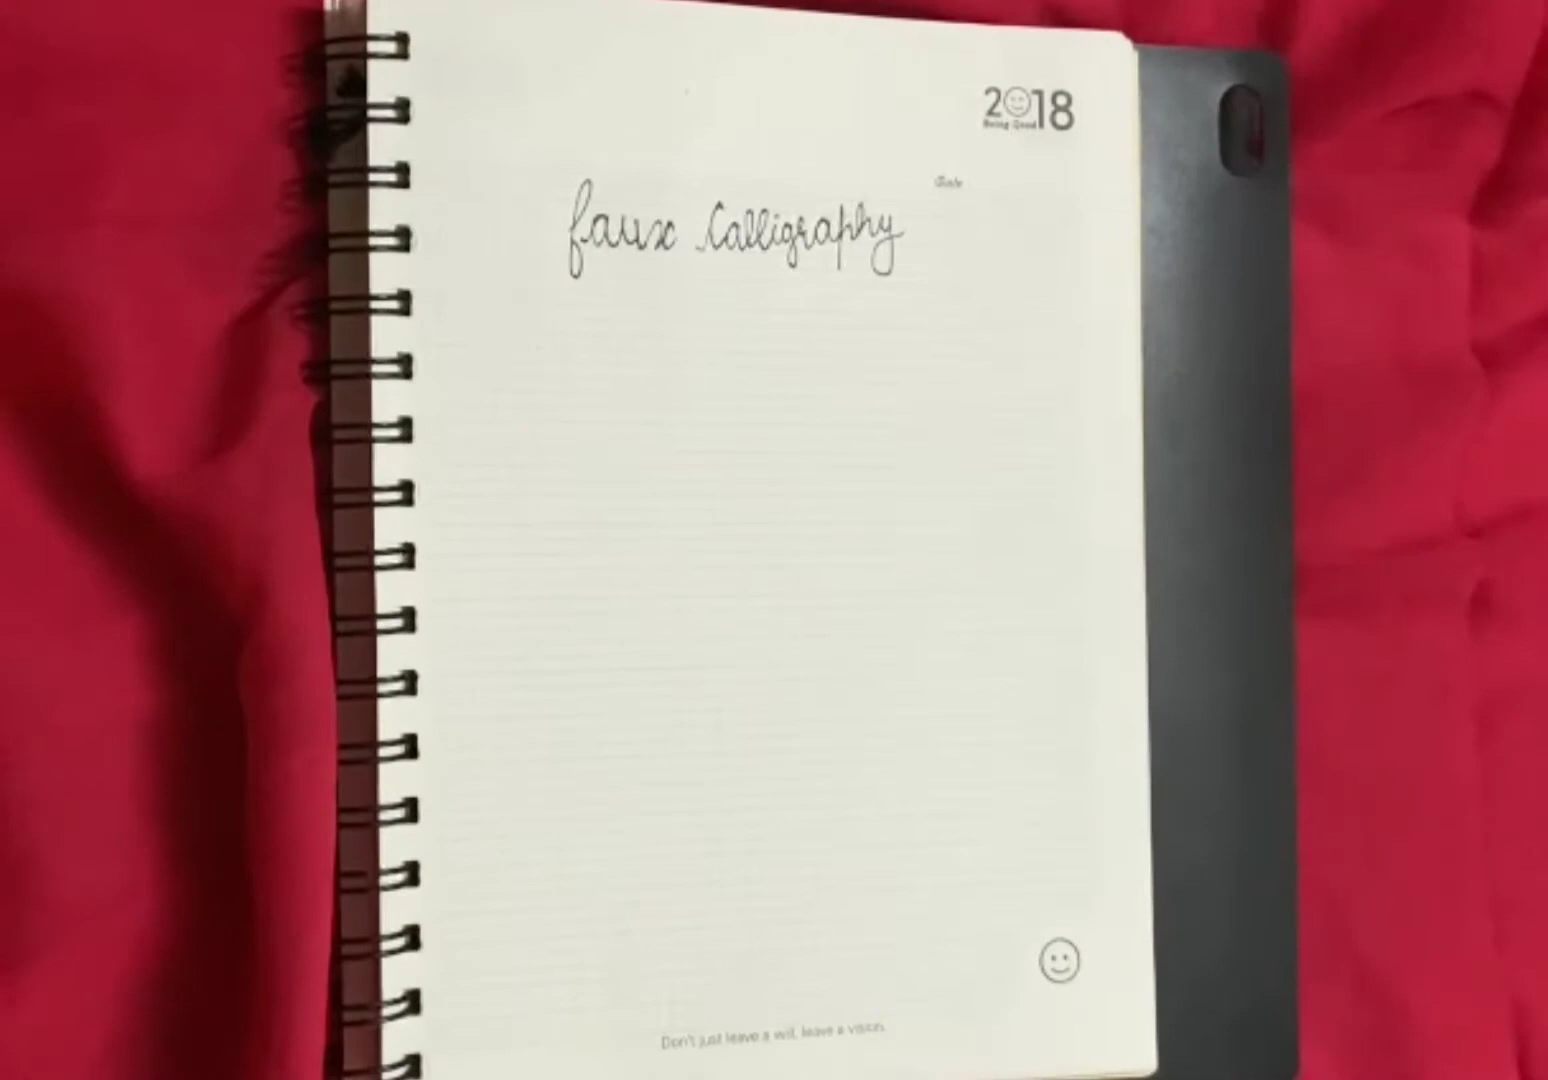 2018
Being Good
Date
faux Calligraphy
Don't just leave a will, leave a vision.